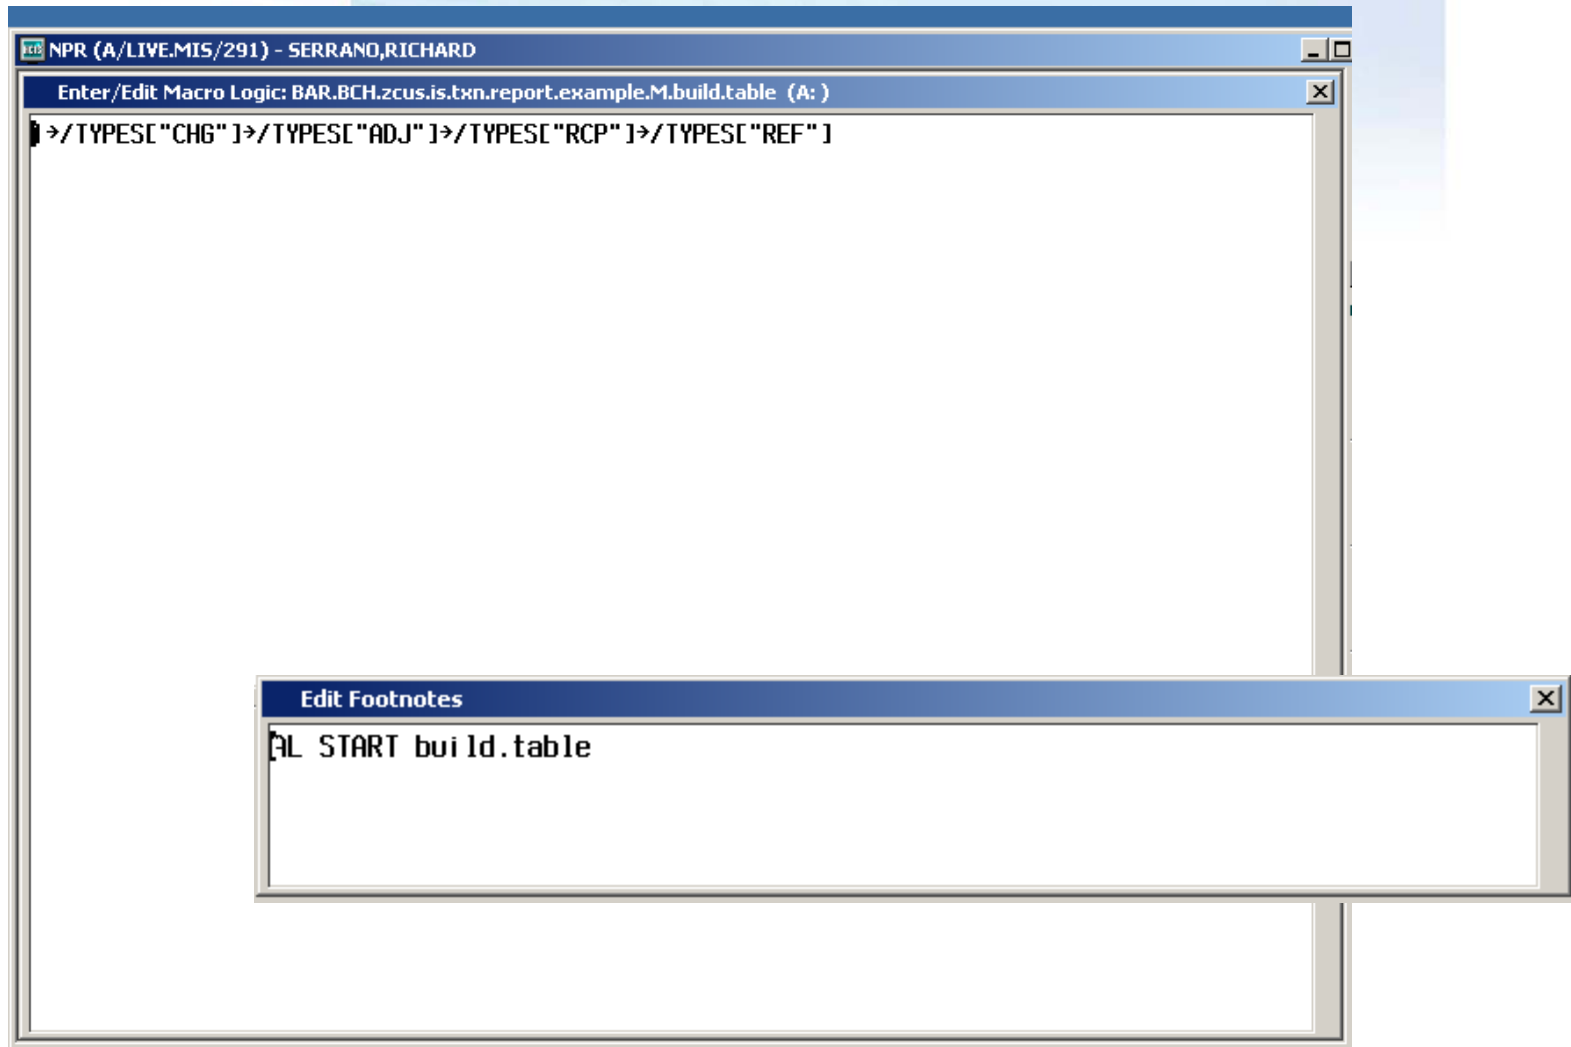 NPR (A/LIVE.MIS/291) - SERRANO,RICHARD
Enter/Edit Macro Logic: BAR.BCH.zcus.is.txn.report.example.M.build.table (A: )
→/TYPES["CHG"]→/TYPES["ADJ"]→/TYPES["RCP"]→/TYPES["REF"]
Edit Footnotes
AL START build.table